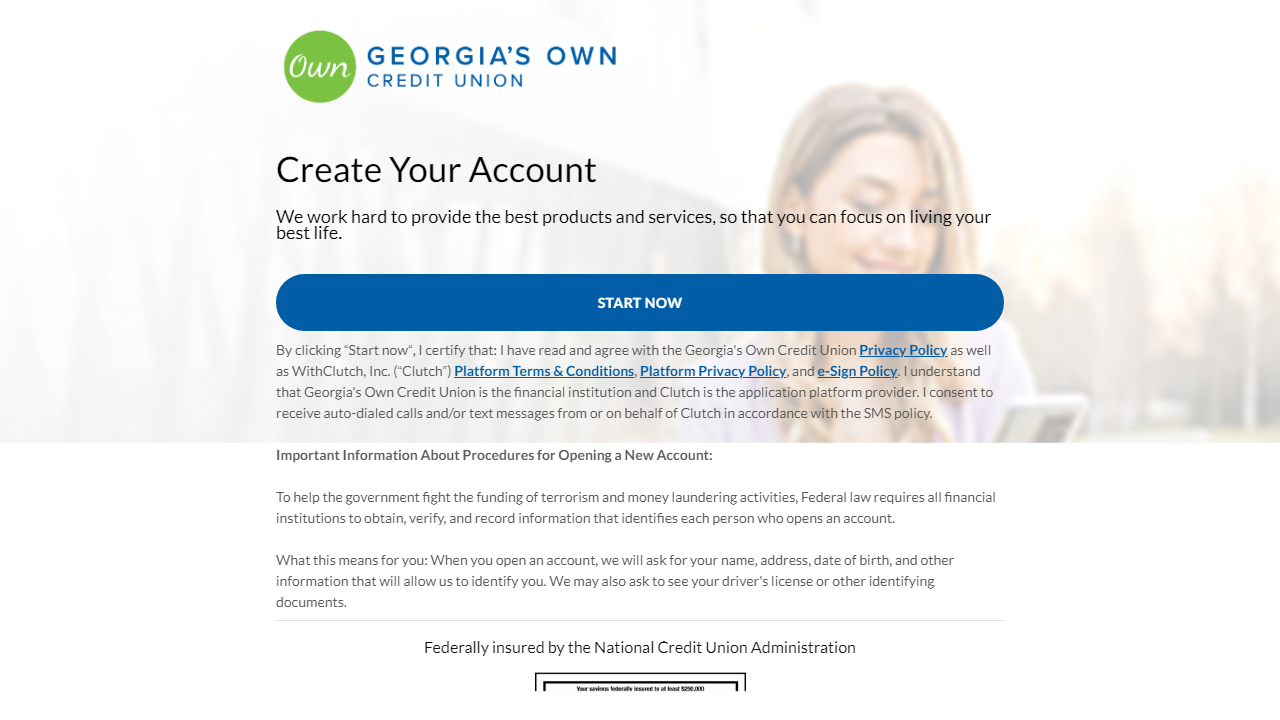 Own
GEORGIA'S OWN
CREDIT UNION
Create Your Account
We work hard to provide the best products and services, so that you can focus on living your
best life.
START NOW
By clicking “Start now“, I certify that: I have read and agree with the Georgia's Own Credit Union Privacy Policy as well
as WithClutch, Inc. (“Clutch”) Platform Terms & Conditions, Platform Privacy Policy, and e-Sign Policy. I understand
that Georgia's Own Credit Union is the financial institution and Clutch is the application platform provider. I consent to
receive auto-dialed calls and/or text messages from or on behalf of Clutch in accordance with the SMS policy.
Important Information About Procedures for Opening a New Account:
To help the government fight the funding of terrorism and money laundering activities, Federal law requires all financial
institutions to obtain, verify, and record information that identifies each person who opens an account.
What this means for you: When you open an account, we will ask for your name, address, date of birth, and other
information that will allow us to identify you. We may also ask to see your driver's license or other identifying
documents.
Federally insured by the National Credit Union Administration
Your savings federally insured to at least $250,000